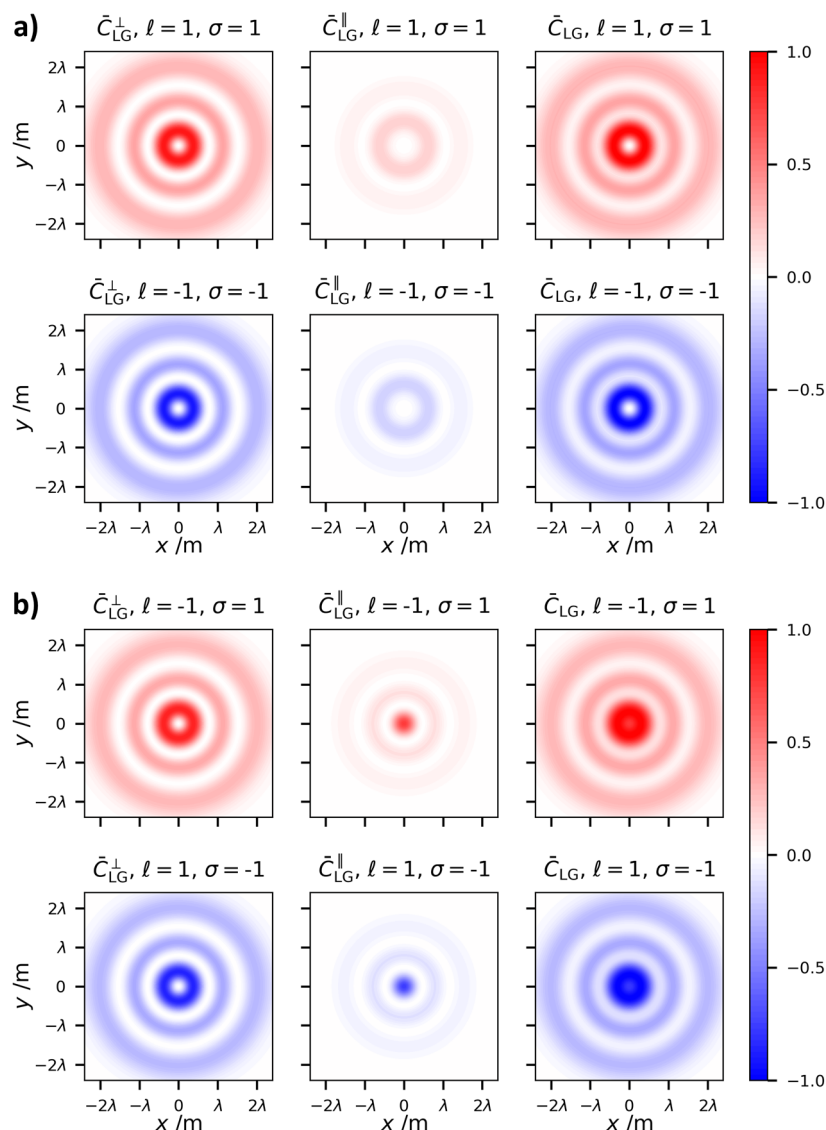 a)
C̄⊥LG, ℓ = 1, σ = 1 C̄∥LG, ℓ = 1, σ = 1 C̄LG, ℓ = 1, σ = 1
2λ
λ
0
−λ
−2λ
y /m
1.0
0.5
0.0
−0.5
−1.0
C̄⊥LG, ℓ = -1, σ = -1 C̄∥LG, ℓ = -1, σ = -1 C̄LG, ℓ = -1, σ = -1
2λ
λ
0
−λ
−2λ
y /m
−2λ −λ 0 λ 2λ −2λ −λ 0 λ 2λ −2λ −λ 0 λ 2λ
x /m x /m x /m
b)
C̄⊥LG, ℓ = -1, σ = 1 C̄∥LG, ℓ = -1, σ = 1 C̄LG, ℓ = -1, σ = 1
2λ
λ
0
−λ
−2λ
y /m
1.0
0.5
0.0
−0.5
−1.0
C̄⊥LG, ℓ = 1, σ = -1 C̄∥LG, ℓ = 1, σ = -1 C̄LG, ℓ = 1, σ = -1
2λ
λ
0
−λ
−2λ
y /m
−2λ −λ 0 λ 2λ −2λ −λ 0 λ 2λ −2λ −λ 0 λ 2λ
x /m x /m x /m